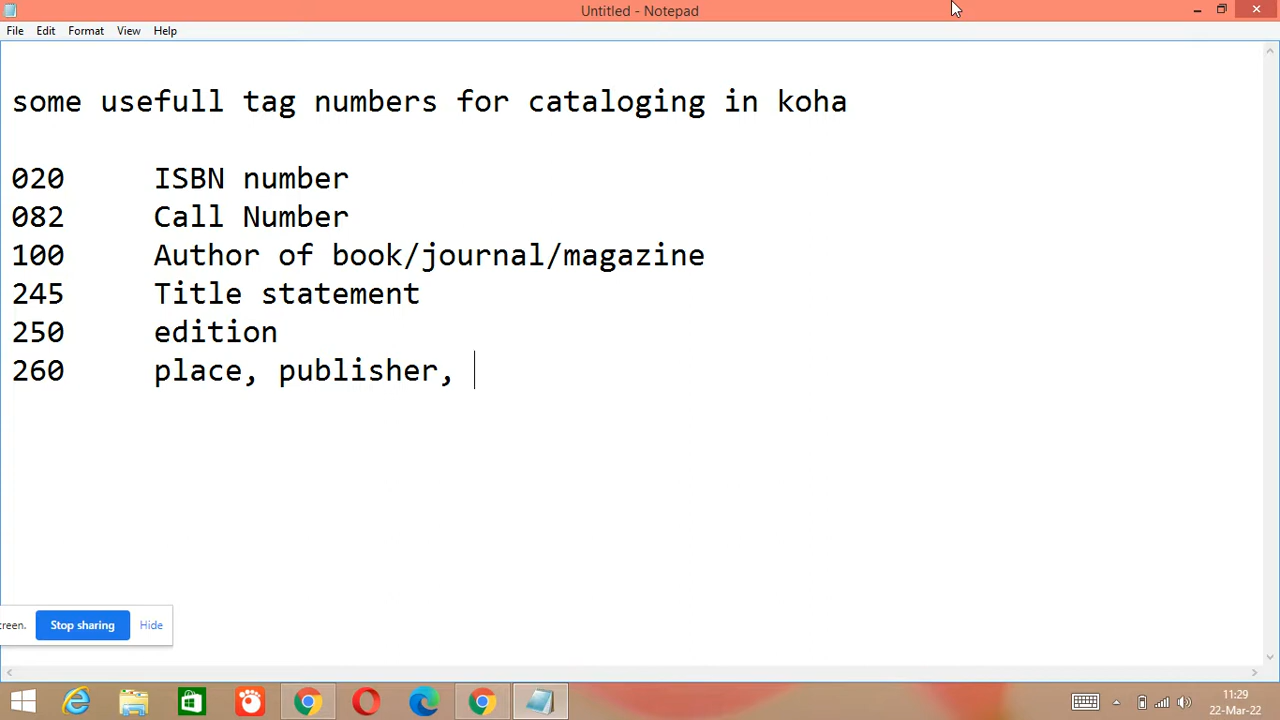 Untitled - Notepad
File Edit Format View Help
some usefull tag numbers for cataloging in koha
020 ISBN number
082 Call Number
100 Author of book/journal/magazine
245 Title statement
250 edition
260 place, publisher,
creen. Stop sharing Hide
11:29
22-Mar-22